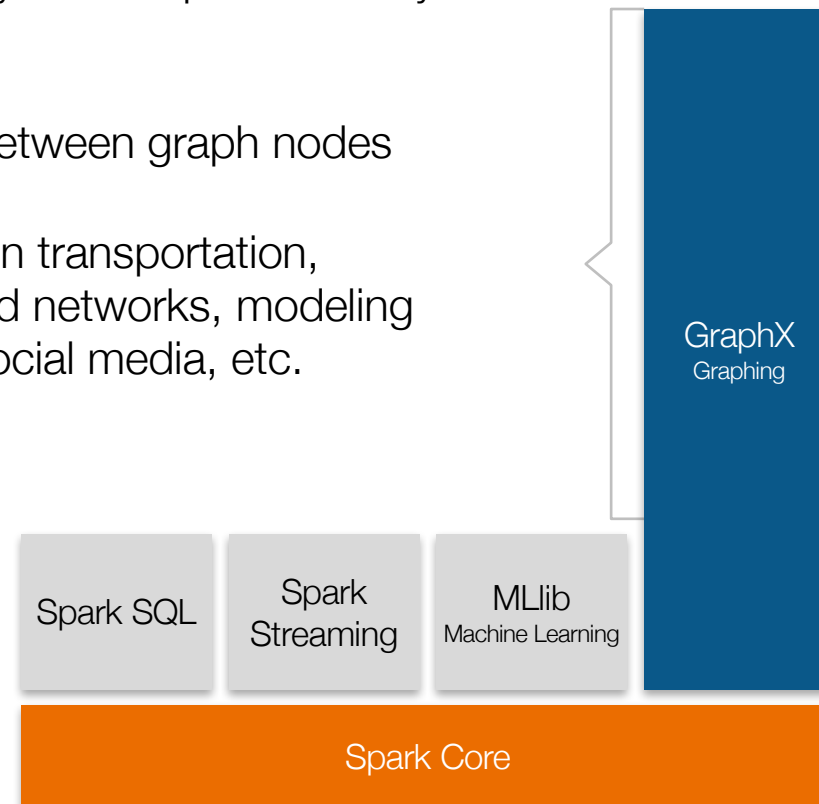 etween graph nodes
n transportation,
d networks, modeling
ocial media, etc.
GraphX
Graphing
Spark SQL
Spark
Streaming
MLlib
Machine Learning
Spark Core